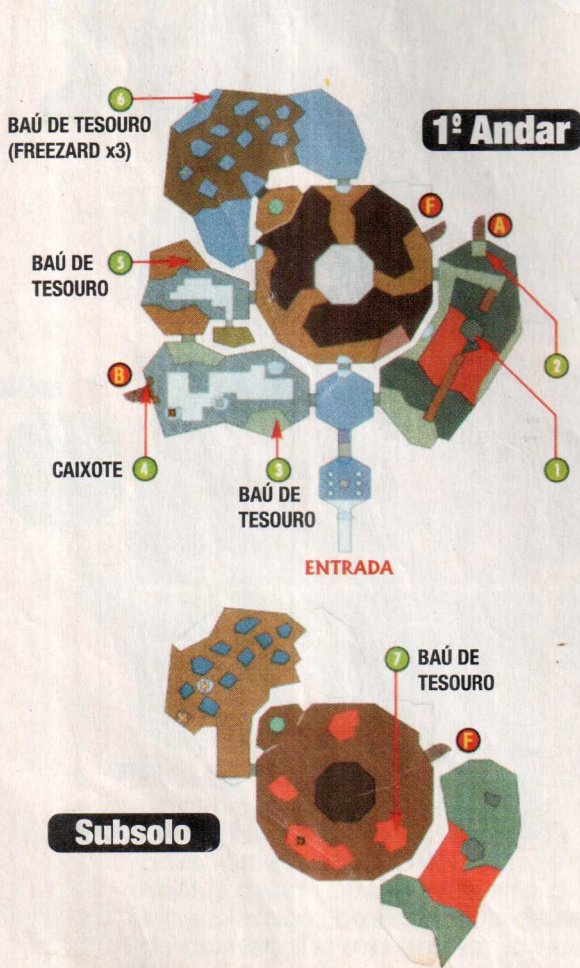 6
BAÚ DE TESOURO
(FREEZARD x3)
1º Andar
F
A
5
BAÚ DE
TESOURO
2
B
CAIXOTE 4
3
BAÚ DE
TESOURO
1
ENTRADA
7 BAÚ DE
TESOURO
F
Subsolo